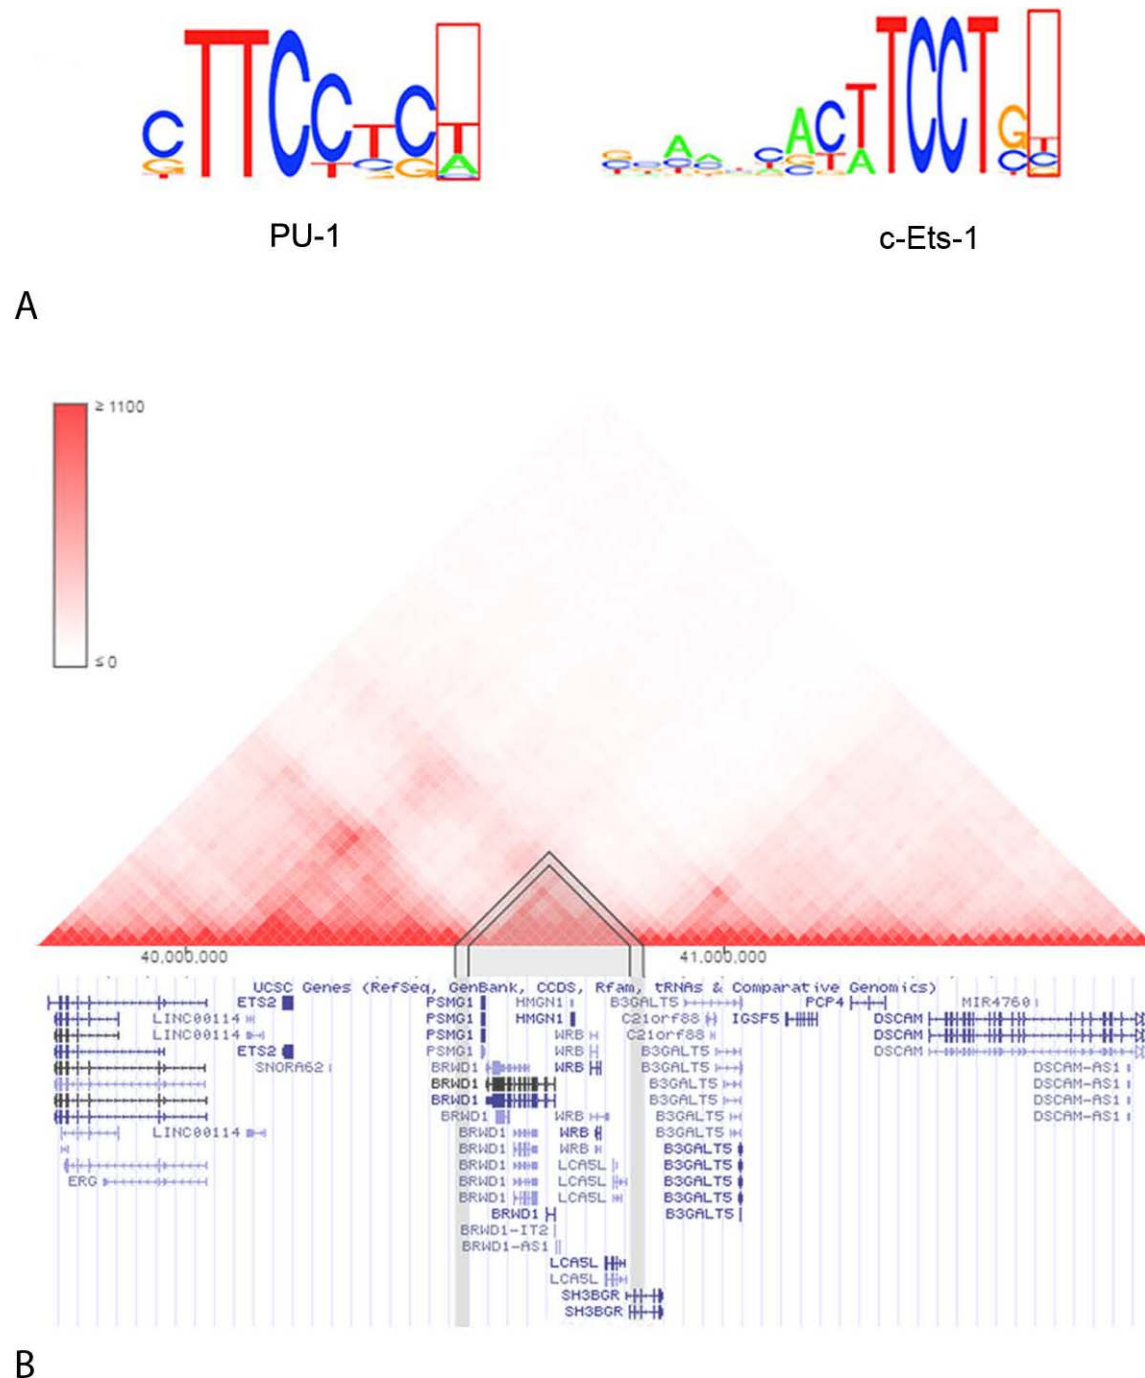 PU-1
c-Ets-1
A
≥ 1100
≤ 0
40,000,000 41,000,000
UCSC Genes (RefSeq, GenBank, CCDS, Rfam, tRNAs & Comparative Genomics)
ETS2 PSMG1 HMGN1 B3GALT5 PCP4 MIR4760
LINC00114 PSMG1 HMGN1 C21orf88 IGSF5 DSCAM
LINC00114 PSMG1 WRB C21orf88 DSCAM
ETS2 PSMG1 WRB B3GALT5 DSCAM
SNORA62 BRWD1 WRB B3GALT5 DSCAM-AS1
BRWD1 B3GALT5 DSCAM-AS1
BRWD1 B3GALT5 DSCAM-AS1
BRWD1 WRB B3GALT5 DSCAM-AS1
LINC00114 BRWD1 WRB B3GALT5
BRWD1 WRB B3GALT5
BRWD1 LCA5L B3GALT5
ERG BRWD1 LCA5L B3GALT5
BRWD1 LCA5L B3GALT5
BRWD1 B3GALT5
BRWD1-IT2
BRWD1-AS1
LCA5L
LCA5L
SH3BGR
SH3BGR
B